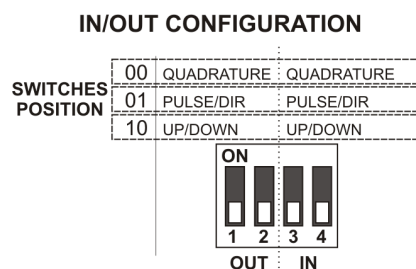 IN/OUT CONFIGURATION
SWITCHES POSITION
00 QUADRATURE QUADRATURE
01 PULSE/DIR PULSE/DIR
10 UP/DOWN UP/DOWN
ON
1 2 3 4
OUT IN